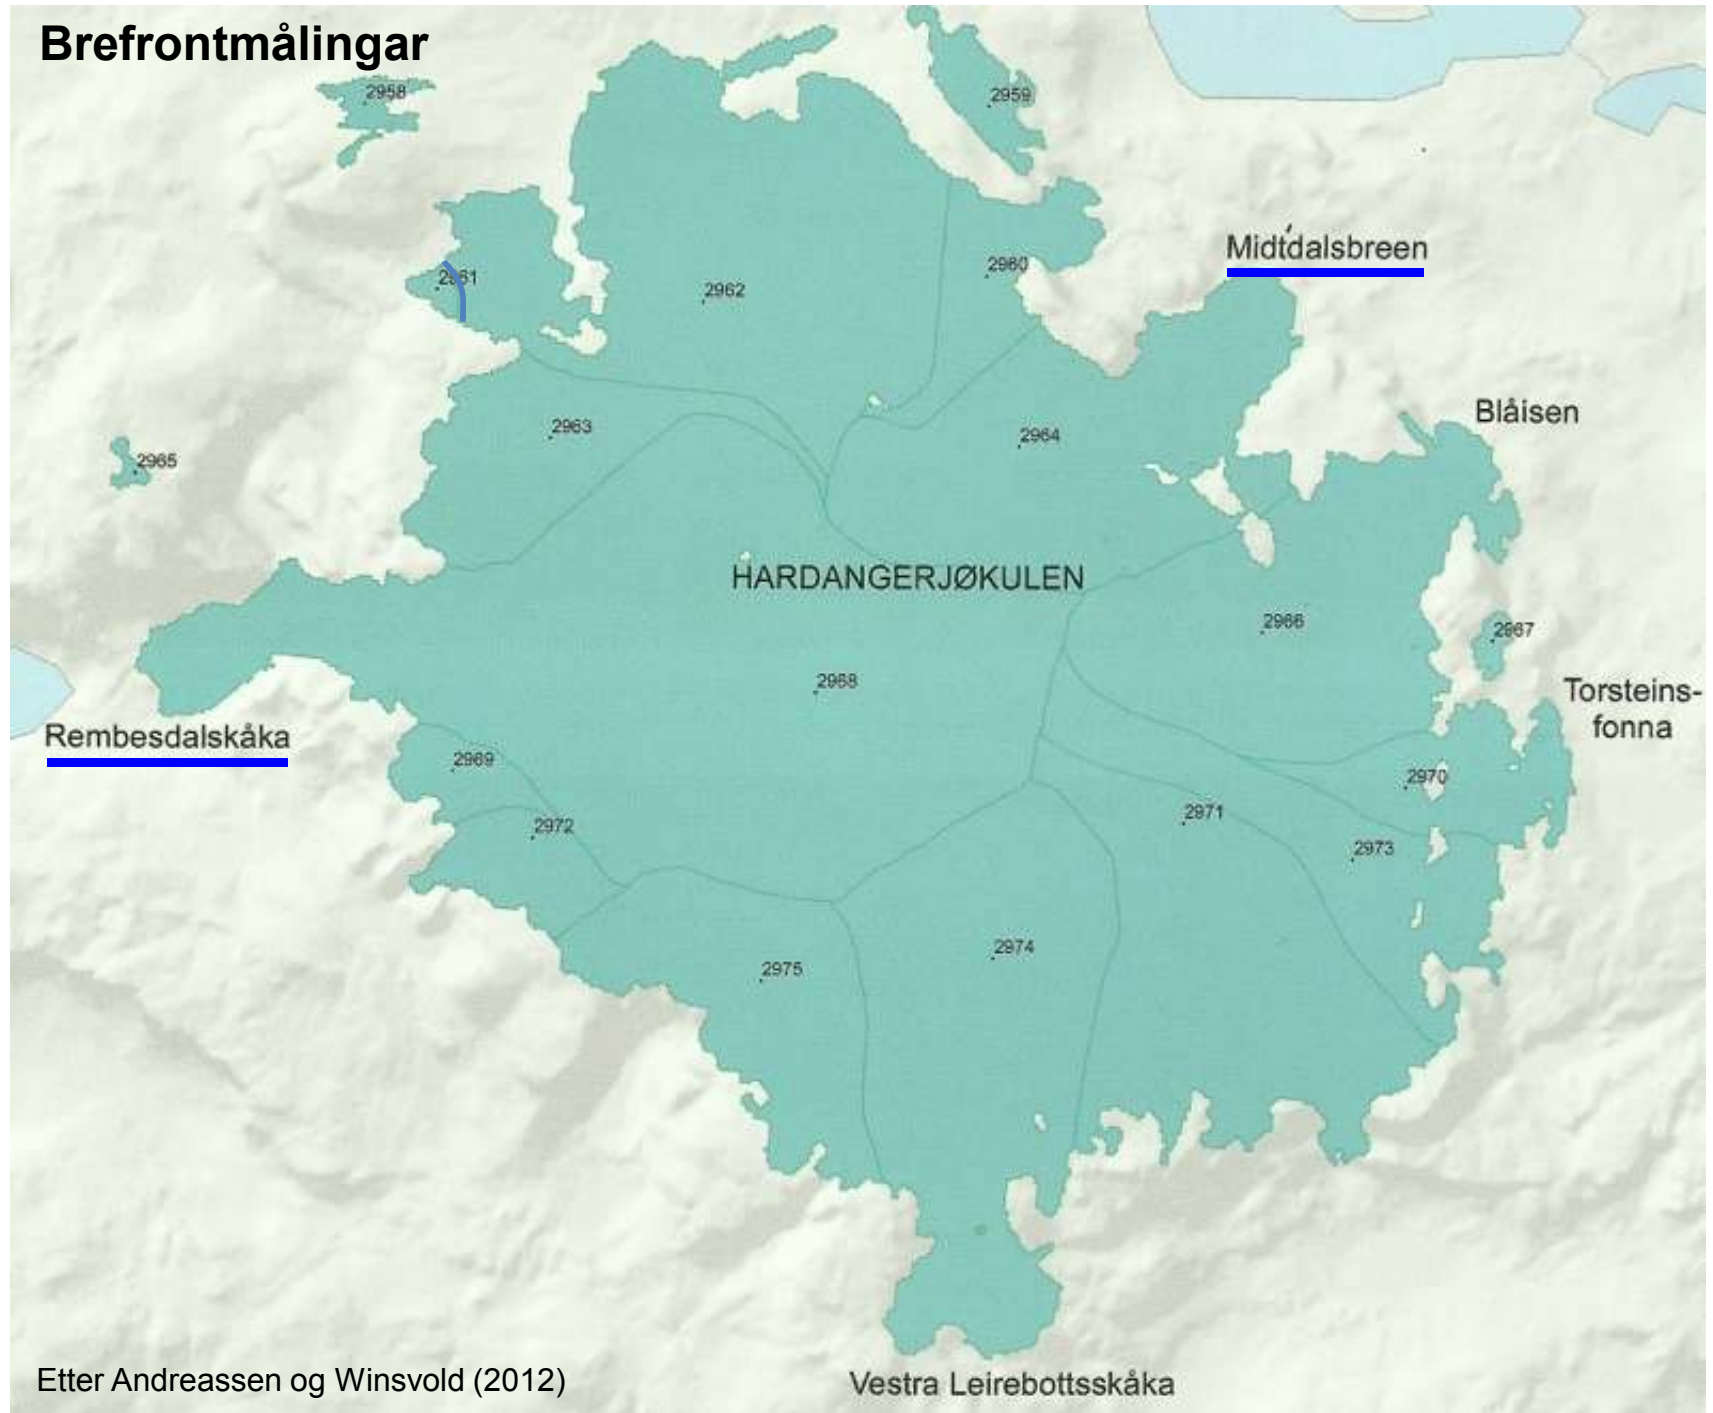 Brefrontmålingar
2958
2959
Midtdalsbreen
2960
2961
2962
Blåisen
2963
2964
2965
HARDANGERJØKULEN
2966
2967
2968
Torsteins-
fonna
Rembesdalskåka
2969
2970
2971
2972
2973
2974
2975
Etter Andreassen og Winsvold (2012)
Vestra Leirebottsskåka